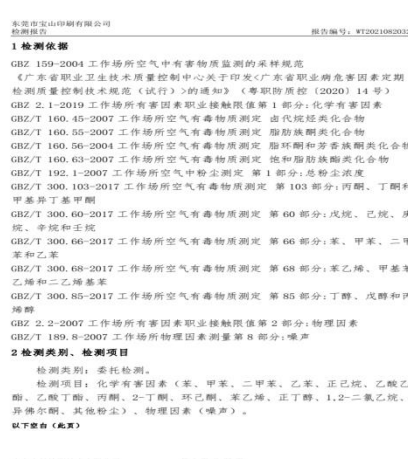 东莞市宝山印刷有限公司
检测报告 报告编号：WT2021080203
1 检测依据
GBZ 159-2004 工作场所空气中有害物质监测的采样规范
《广东省职业卫生技术质量控制中心关于印发<广东省职业病危害因素定期
检测质量控制技术规范（试行）>的通知》（粤职防质控〔2020〕14 号）
GBZ 2.1-2019 工作场所有害因素职业接触限值第 1 部分:化学有害因素
GBZ/T 160.45-2007 工作场所空气有毒物质测定 卤代烷烃类化合物
GBZ/T 160.55-2007 工作场所空气有毒物质测定 脂肪族酮类化合物
GBZ/T 160.56-2004 工作场所空气有毒物质测定 脂环酮和芳香族酮类化合物
GBZ/T 160.63-2007 工作场所空气有毒物质测定 饱和脂肪族酯类化合物
GBZ/T 192.1-2007 工作场所空气中粉尘测定 第 1 部分:总粉尘浓度
GBZ/T 300.103-2017 工作场所空气有毒物质测定 第 103 部分:丙酮、丁酮和
甲基异丁基甲酮
GBZ/T 300.60-2017 工作场所空气有毒物质测定 第 60 部分:戊烷、己烷、庚
烷、辛烷和壬烷
GBZ/T 300.66-2017 工作场所空气有毒物质测定 第 66 部分:苯、甲苯、二甲
苯和乙苯
GBZ/T 300.68-2017 工作场所空气有毒物质测定 第 68 部分:苯乙烯、甲基苯
乙烯和二乙烯基苯
GBZ/T 300.85-2017 工作场所空气有毒物质测定 第 85 部分:丁醇、戊醇和丙
烯醇
GBZ 2.2-2007 工作场所有害因素职业接触限值第 2 部分:物理因素
GBZ/T 189.8-2007 工作场所物理因素测量第 8 部分:噪声
2 检测类别、检测项目
检测类别：委托检测。
检测项目：化学有害因素（苯、甲苯、二甲苯、乙苯、正己烷、乙酸乙
酯、乙酸丁酯、丙酮、2-丁酮、环己酮、苯乙烯、正丁醇、1,2-二氯乙烷、
异佛尔酮、其他粉尘）、物理因素（噪声）。
以下空白（此页）